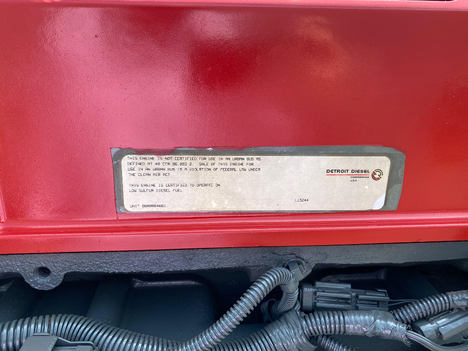 THIS ENGINE IS NOT CERTIFIED FOR USE IN AN URBAN BUS AS
DEFINED AT 40 CFR 86.093 2. SALE OF THIS ENGINE FOR
USE IN AN URBAN BUS IS A VIOLATION OF FEDERAL LAW UNDER
THE CLEAN AIR ACT.
THIS ENGINE IS CERTIFIED TO OPERATE ON
LOW SULFUR DIESEL FUEL.
UNIT
DETROIT DIESEL
CORPORATION
USA